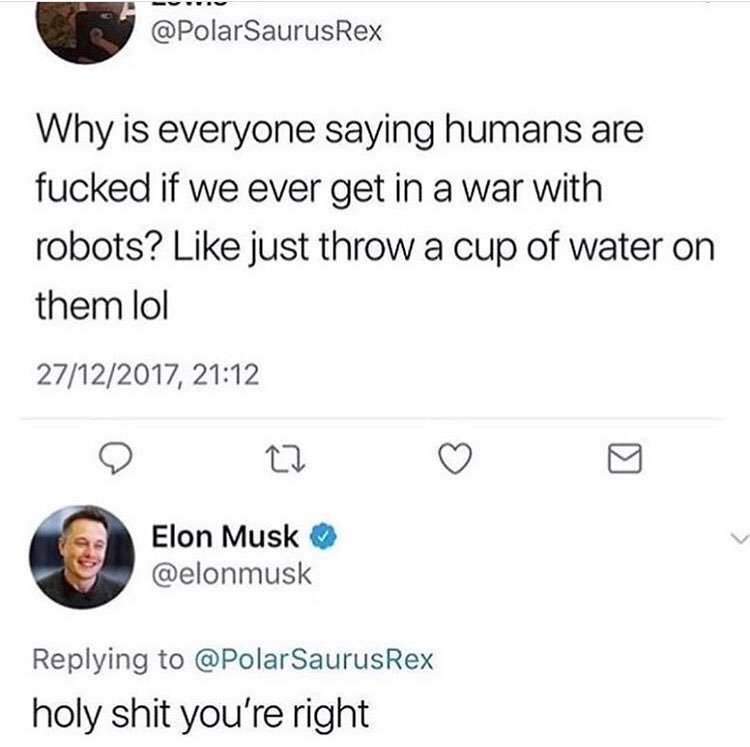 @PolarSaurusRex
Why is everyone saying humans are
fucked if we ever get in a war with
robots? Like just throw a cup of water on
them lol
27/12/2017, 21:12
Elon Musk
@elonmusk
Replying to @PolarSaurusRex
holy shit you're right